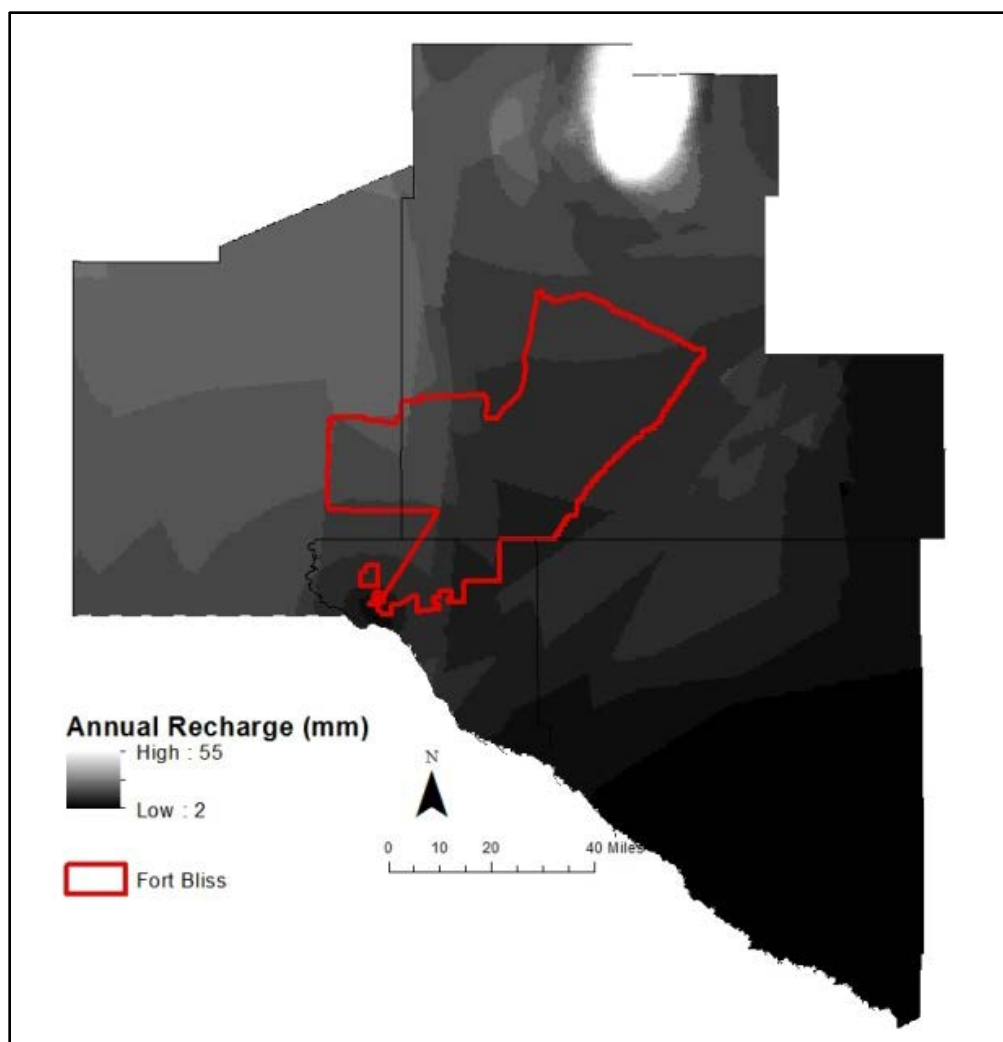 Annual Recharge (mm)
High : 55
Low : 2
Fort Bliss
N
0 10 20 40 Miles